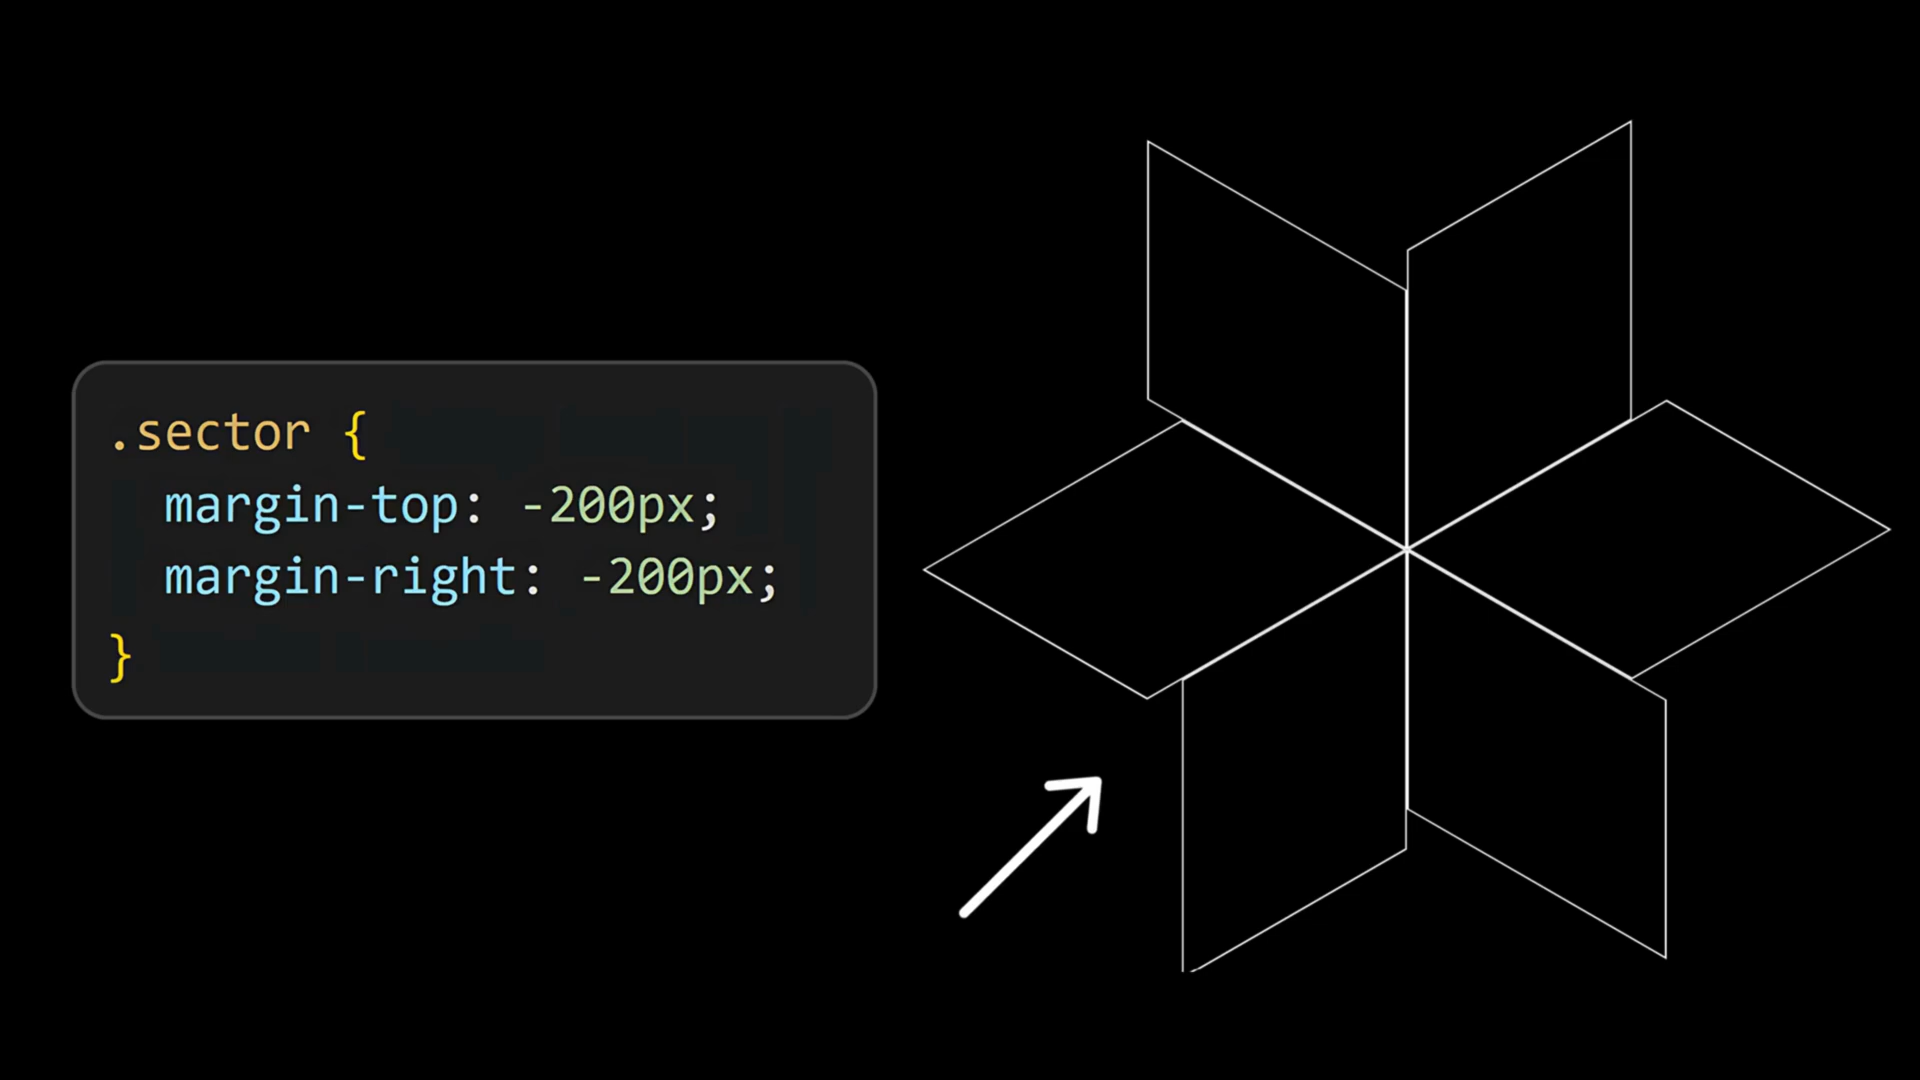 .sector {
margin-top: -200px;
margin-right: -200px;
}